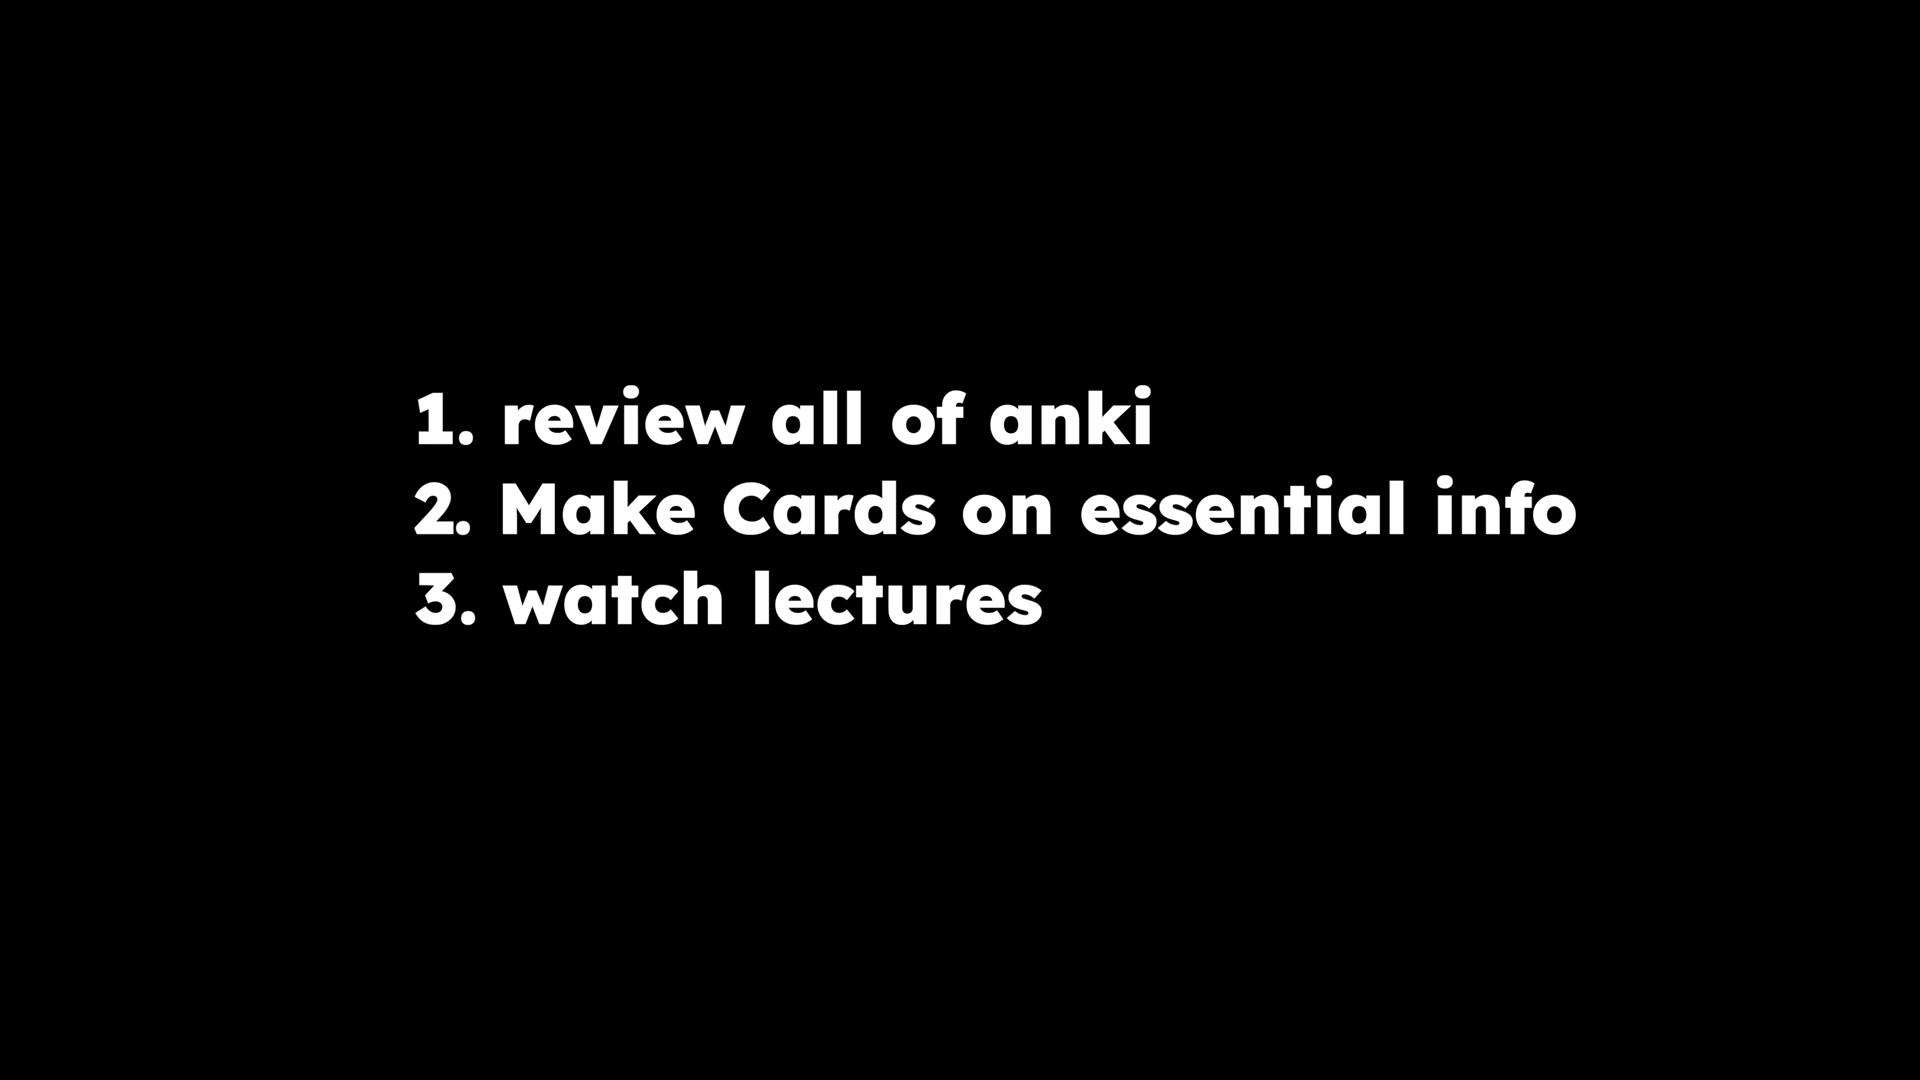 1. review all of anki
2. Make Cards on essential info
3. watch lectures